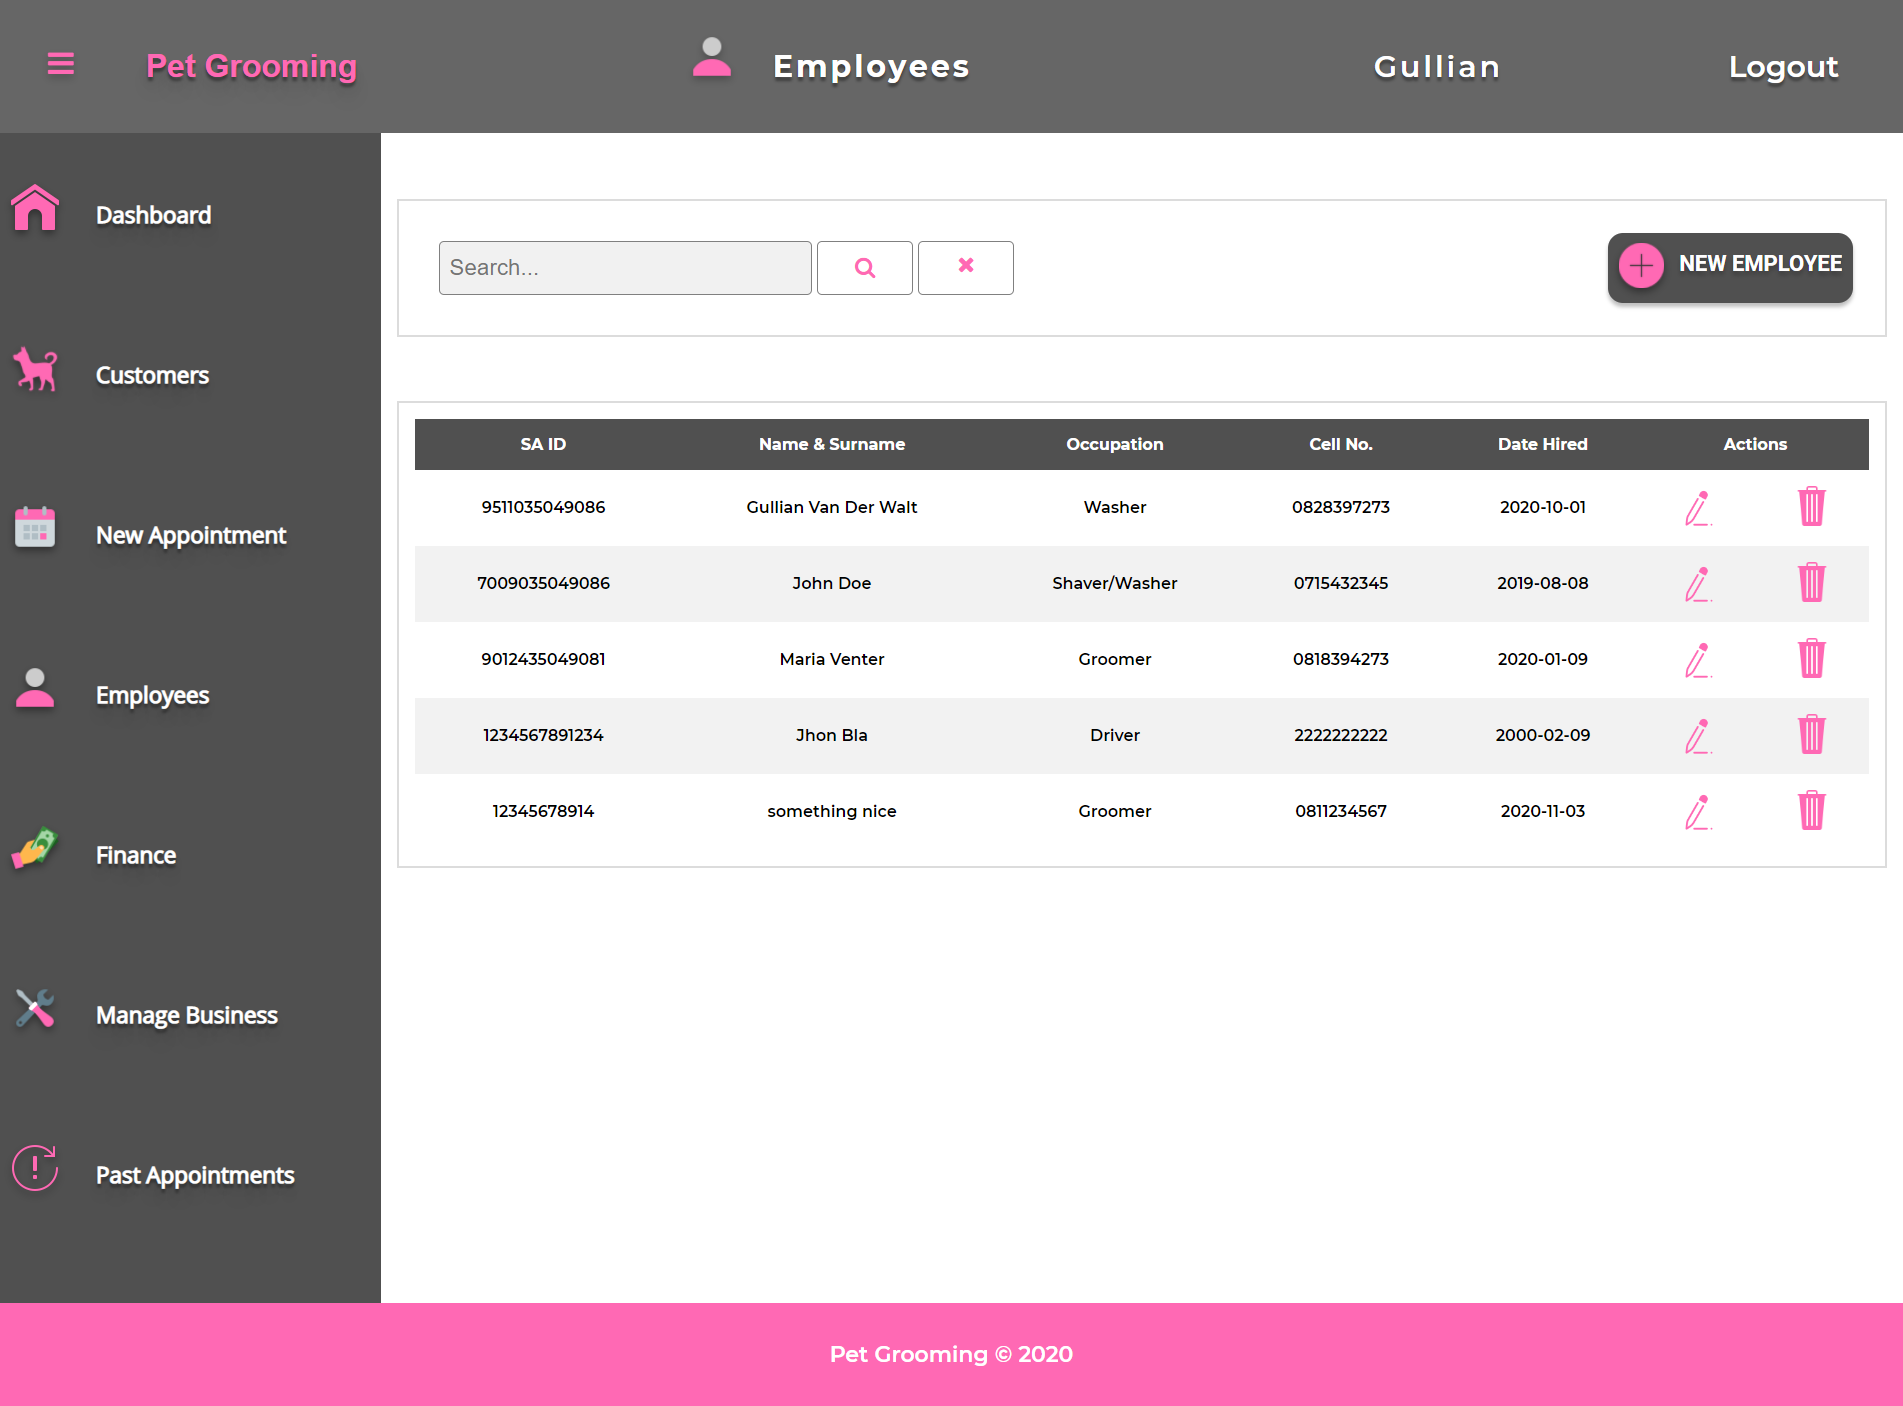 Pet Grooming
Employees
Gullian
Logout
Dashboard
Customers
New Appointment
Employees
Finance
Manage Business
Past Appointments
Search...
NEW EMPLOYEE
SA ID Name & Surname Occupation Cell No. Date Hired Actions
9511035049086 Gullian Van Der Walt Washer 0828397273 2020-10-01
7009035049086 John Doe Shaver/Washer 0715432345 2019-08-08
9012435049081 Maria Venter Groomer 0818394273 2020-01-09
1234567891234 Jhon Bla Driver 2222222222 2000-02-09
12345678914 something nice Groomer 0811234567 2020-11-03
Pet Grooming © 2020